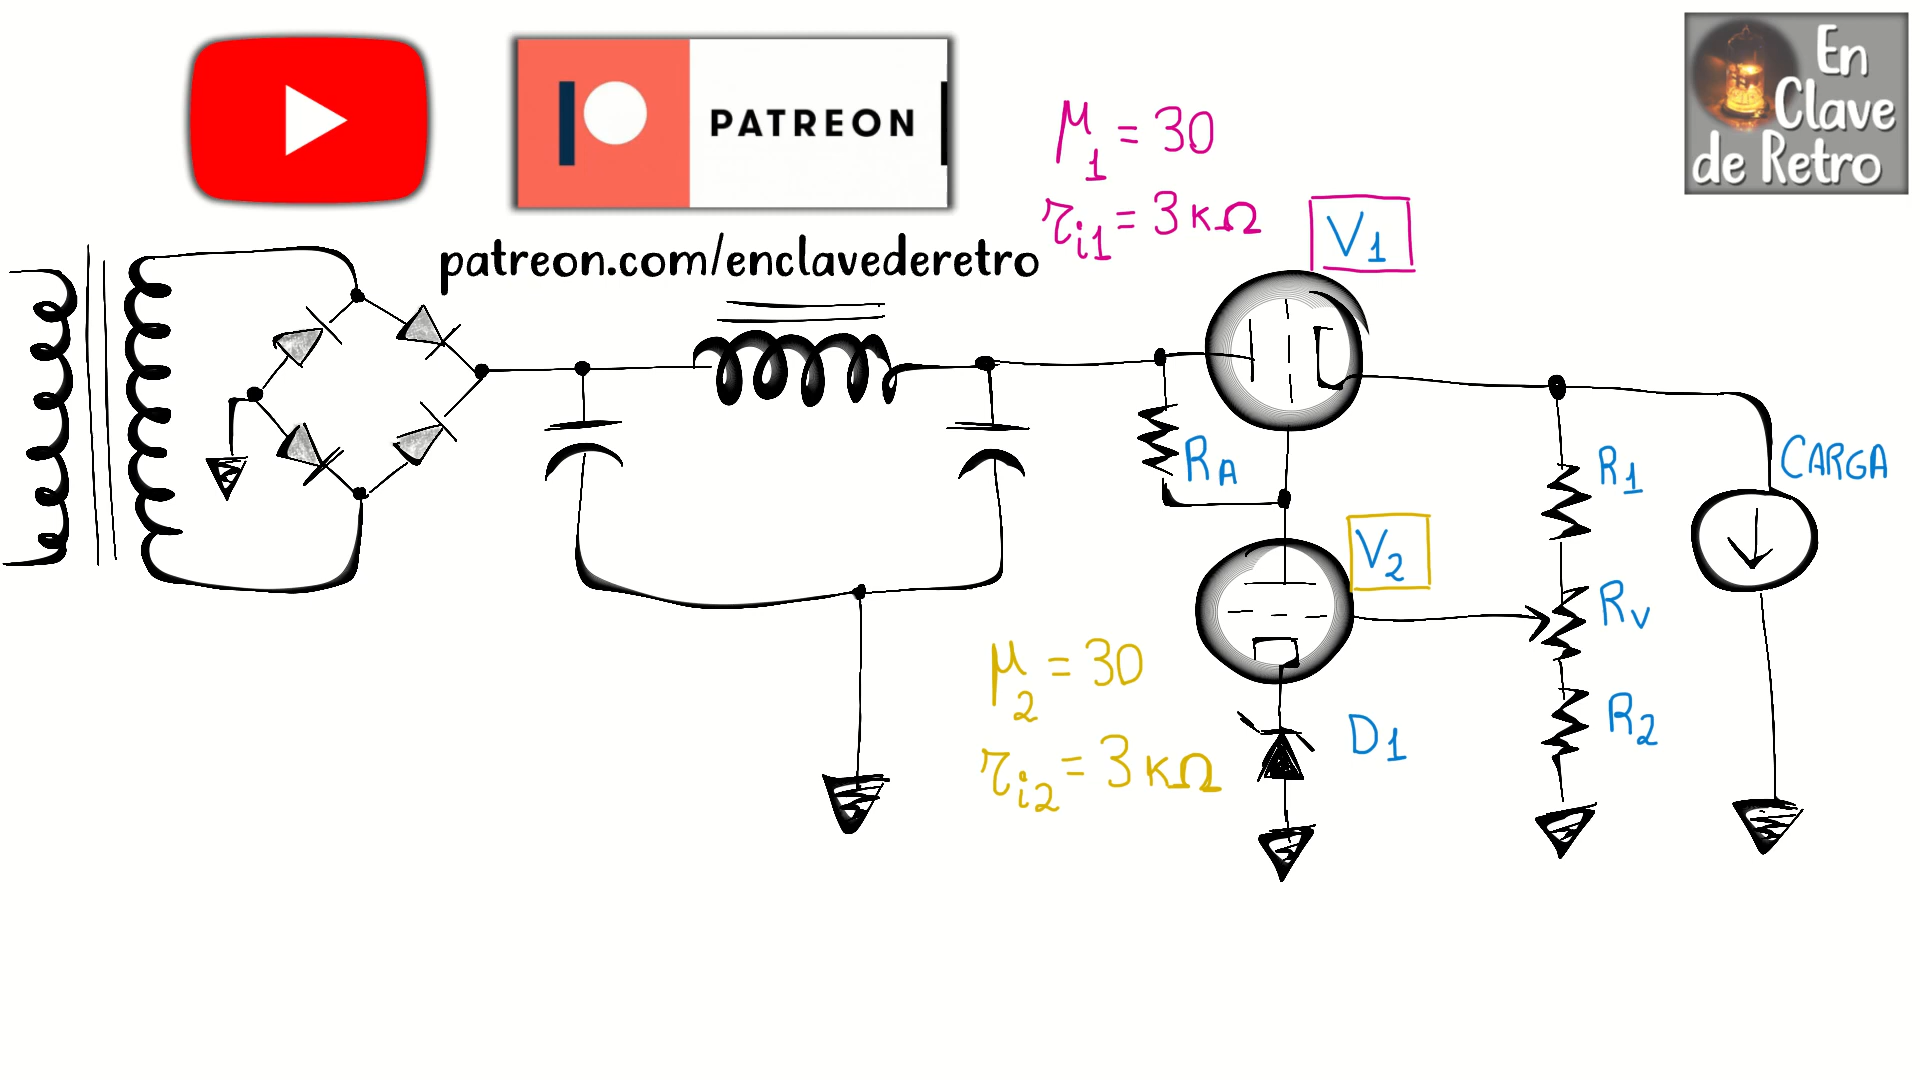 PATREON
patreon.com/enclavederetro
En
Clave
de Retro
μ1 = 30
ri1 = 3 KΩ
V1
RA
V2
μ2 = 30
ri2 = 3 KΩ
D1
R1
RV
R2
CARGA